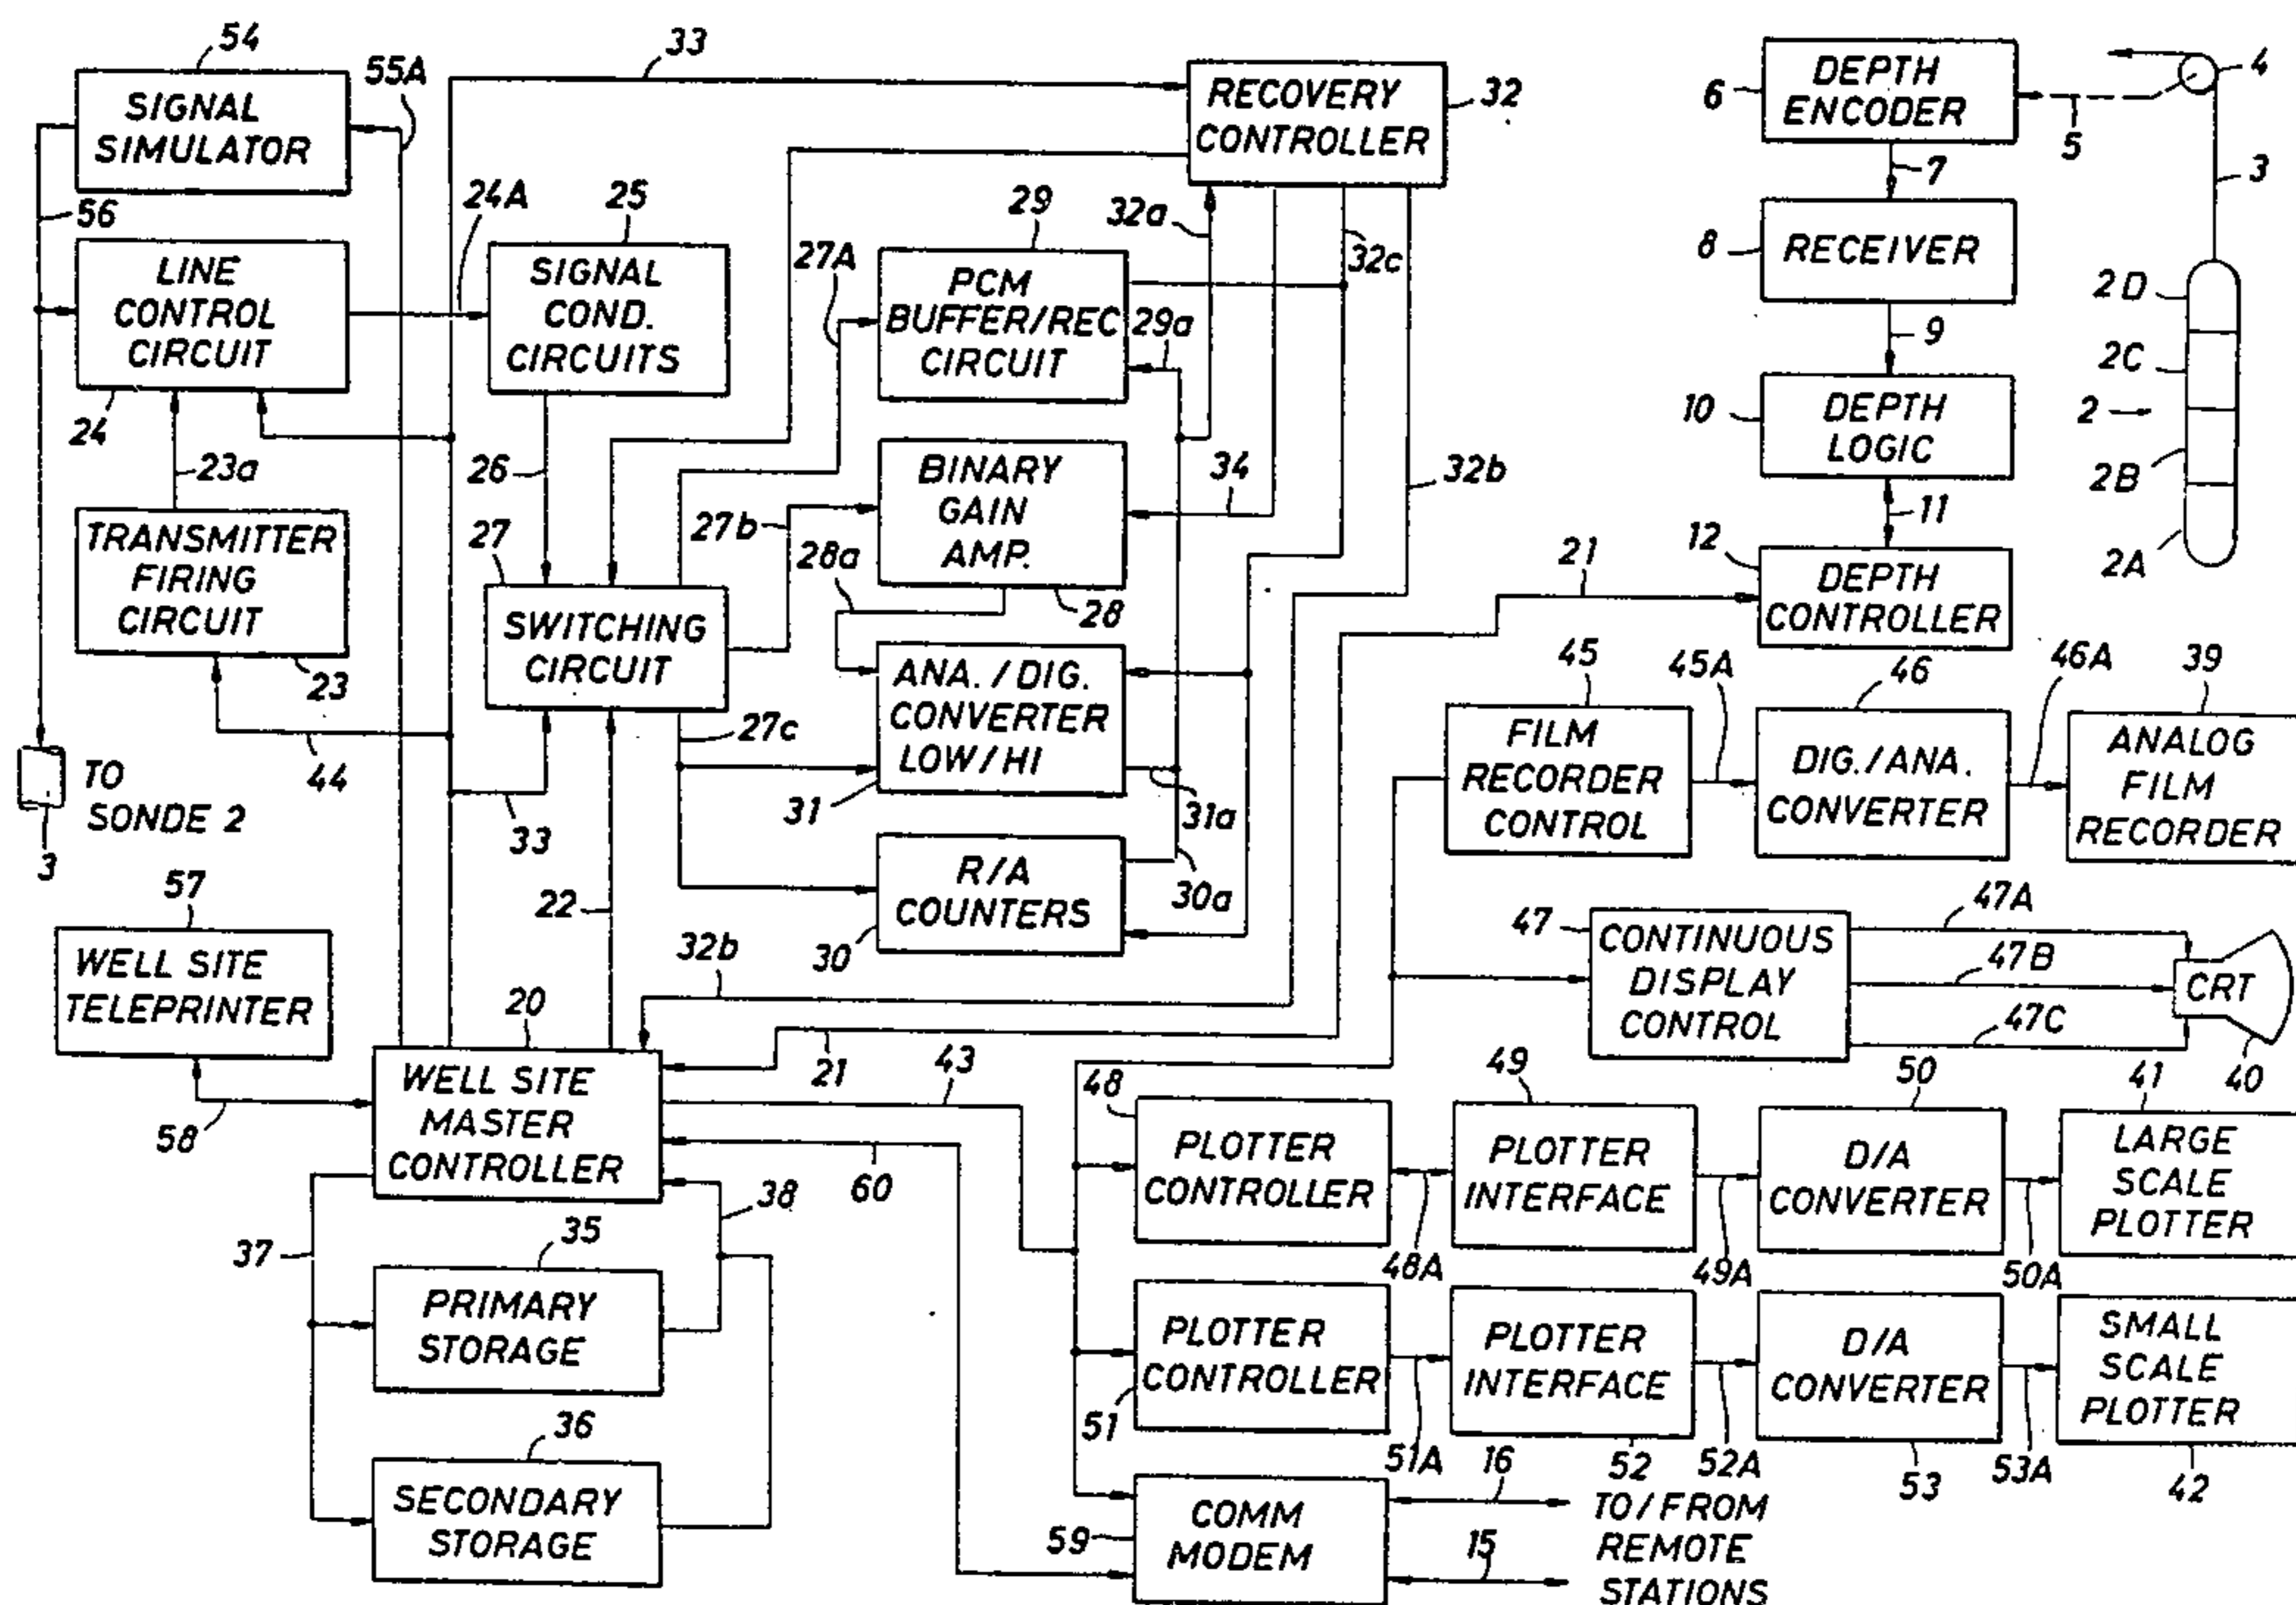 54
SIGNAL
SIMULATOR
55A
56
33
RECOVERY
CONTROLLER
32
24A
LINE
CONTROL
CIRCUIT
24
25
SIGNAL
COND.
CIRCUITS
26
23a
TRANSMITTER
FIRING
CIRCUIT
23
44
TO
SONDE 2
3
27
SWITCHING
CIRCUIT
27A
27b
27c
28a
33
22
29
PCM
BUFFER/REC
CIRCUIT
29a
32a
32c
BINARY
GAIN
AMP.
28
34
32b
ANA./DIG.
CONVERTER
LOW/HI
31
31a
R/A
COUNTERS
30
30a
32b
21
6
DEPTH
ENCODER
5
4
3
7
8
RECEIVER
9
10
DEPTH
LOGIC
11
12
DEPTH
CONTROLLER
21
2D
2C
2
2B
2A
45
FILM
RECORDER
CONTROL
45A
46
DIG./ANA.
CONVERTER
46A
39
ANALOG
FILM
RECORDER
47
CONTINUOUS
DISPLAY
CONTROL
47A
47B
47C
CRT
40
57
WELL SITE
TELEPRINTER
58
20
WELL SITE
MASTER
CONTROLLER
43
60
37
38
35
PRIMARY
STORAGE
36
SECONDARY
STORAGE
48
PLOTTER
CONTROLLER
48A
49
PLOTTER
INTERFACE
49A
50
D/A
CONVERTER
50A
41
LARGE
SCALE
PLOTTER
PLOTTER
CONTROLLER
51
51A
PLOTTER
INTERFACE
52
52A
D/A
CONVERTER
53
53A
SMALL
SCALE
PLOTTER
42
59
COMM
MODEM
16
15
TO/FROM
REMOTE
STATIONS